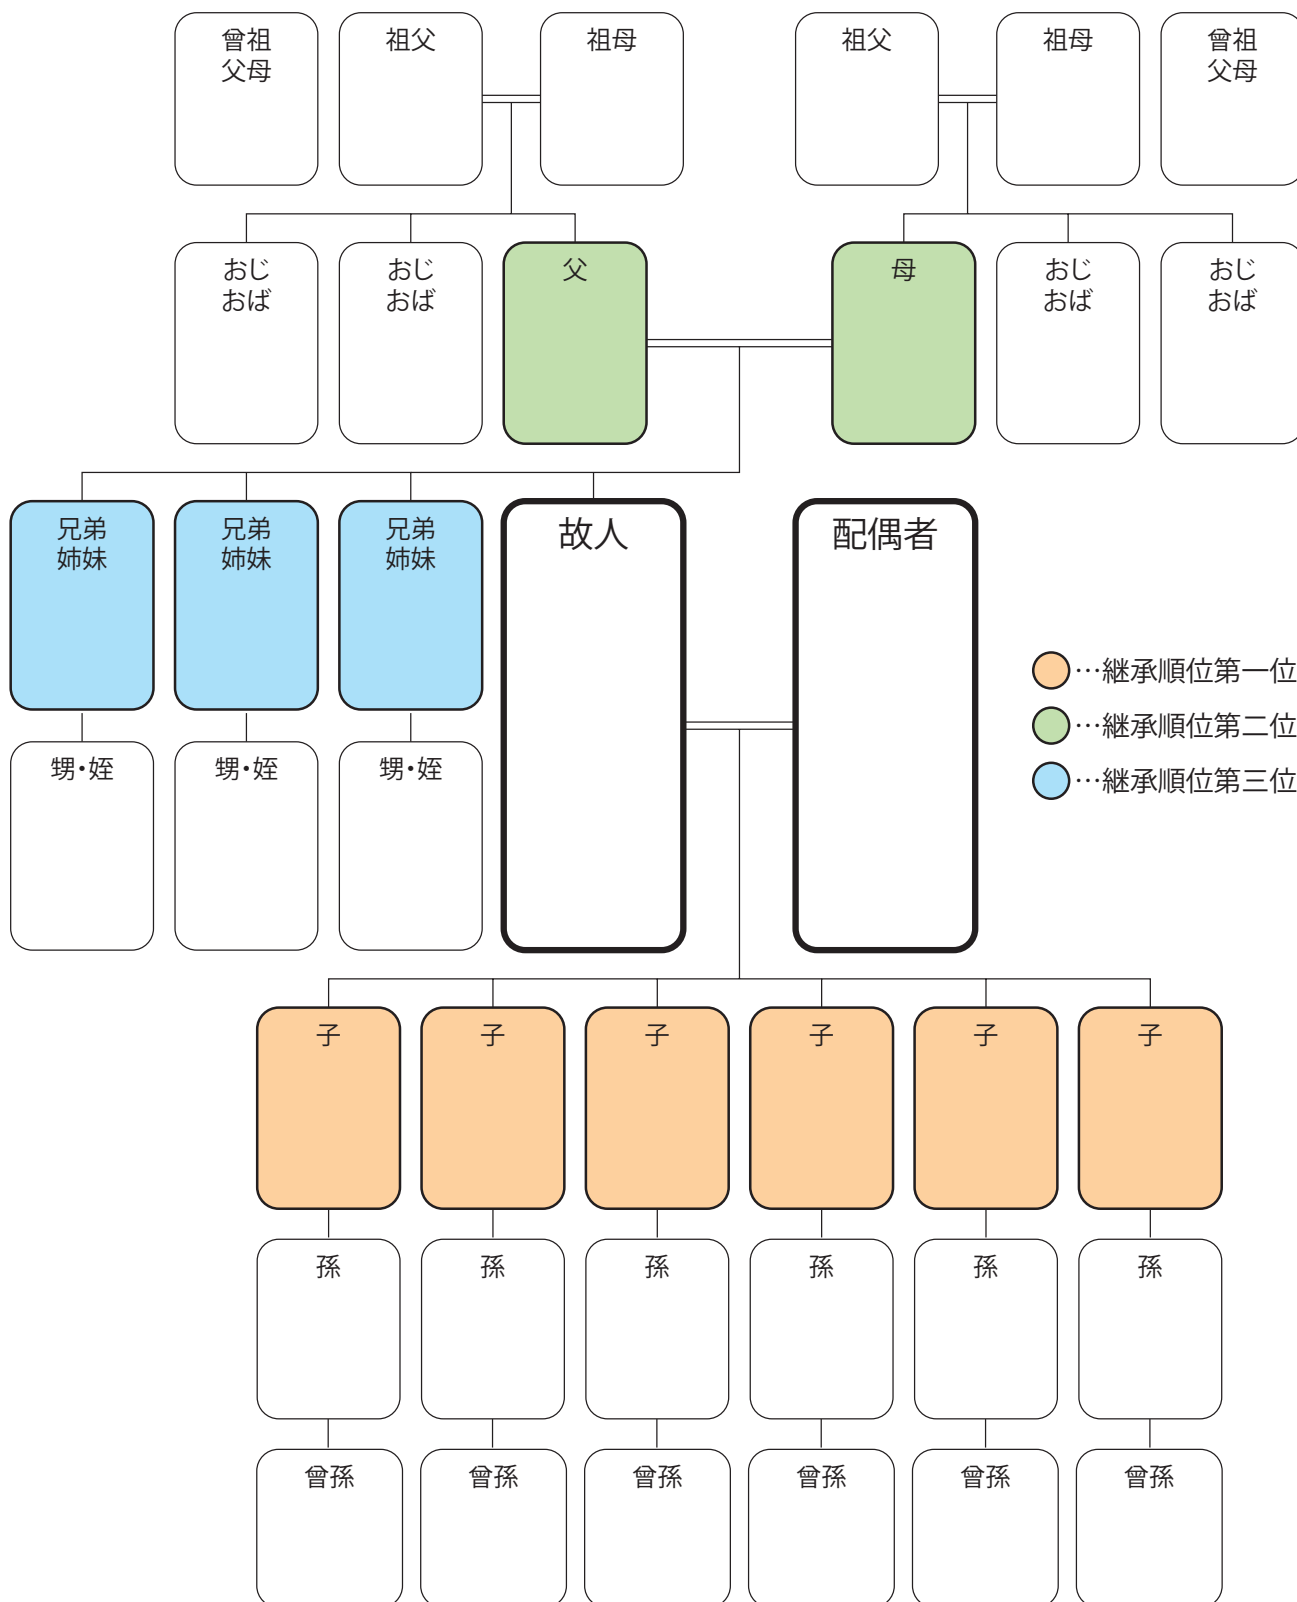 曾祖
父母
祖父
祖母
祖父
祖母
曾祖
父母
おじ
おば
おじ
おば
父
母
おじ
おば
おじ
おば
兄弟
姉妹
兄弟
姉妹
兄弟
姉妹
故人
配偶者
…継承順位第一位
…継承順位第二位
…継承順位第三位
甥・姪
甥・姪
甥・姪
子
子
子
子
子
子
孫
孫
孫
孫
孫
孫
曾孫
曾孫
曾孫
曾孫
曾孫
曾孫